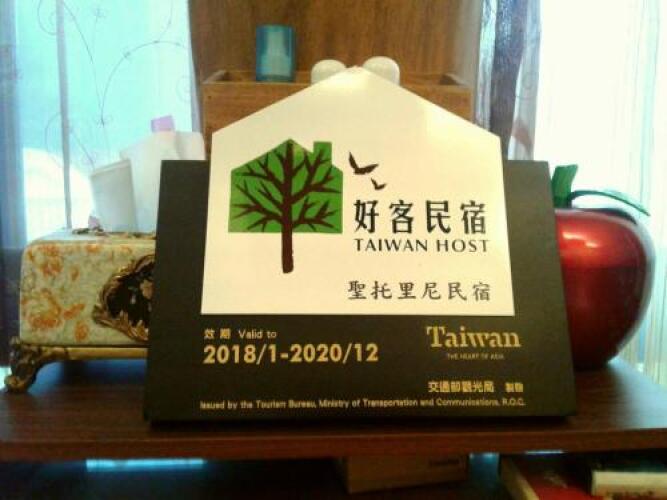 好客民宿
TAIWAN HOST
聖托里尼民宿
效期 Valid to
2018/1-2020/12
Taiwan
THE HEART OF ASIA
交通部觀光局 製發
Issued by the Tourism Bureau, Ministry of Transportation and Communications, R.O.C.